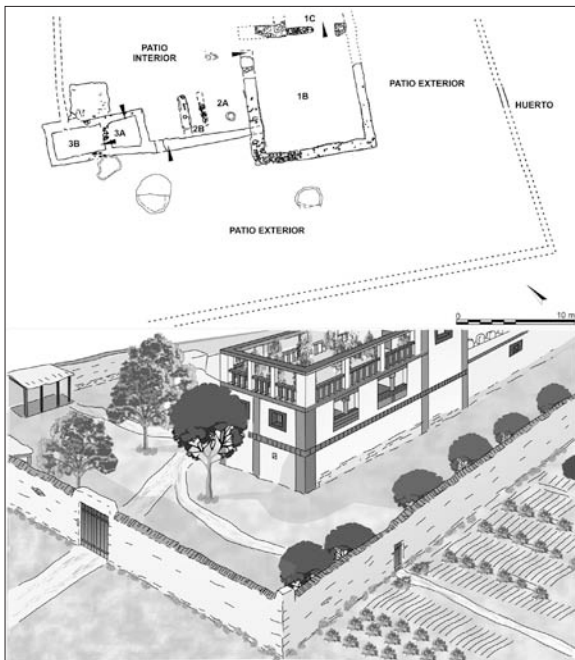 1C
PATIO
INTERIOR
PATIO EXTERIOR
2A
1B
HUERTO
2B
3A
3B
PATIO EXTERIOR
0 10 m